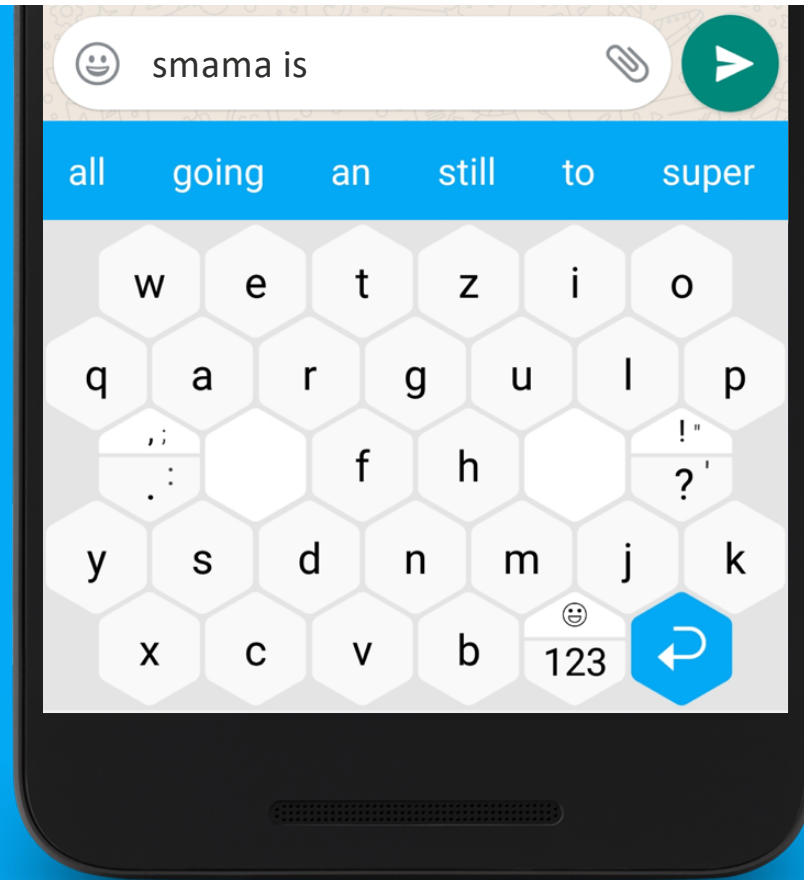 smama is
all going an still to super
w e t z i o
q a r g u l p
, ; f h ! "
. : ? '
y s d n m j k
x c v b 123